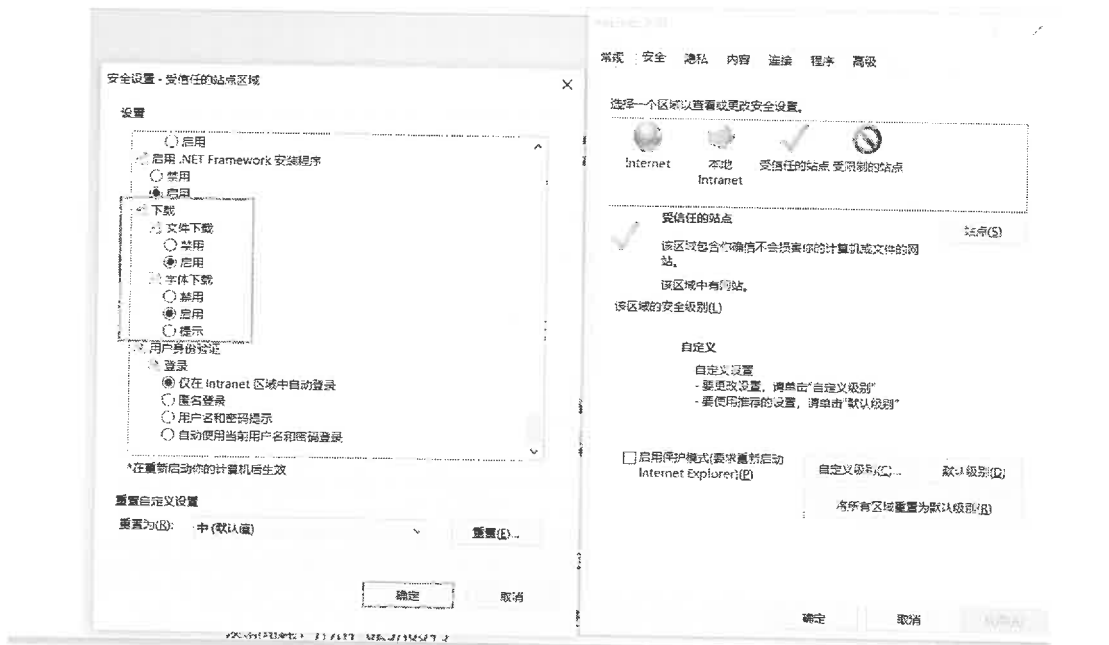 安全设置 - 受信任的站点区域
设置
启用
启用 .NET Framework 安装程序
禁用
启用
下载
文件下载
禁用
启用
字体下载
禁用
启用
提示
用户身份验证
登录
仅在 Intranet 区域中自动登录
匿名登录
用户名和密码提示
自动使用当前用户名和密码登录
*在重新启动你的计算机后生效
重置自定义设置
重置为(R):
中 (默认值)
重置(E)...
确定 取消
常规 安全 隐私 内容 连接 程序 高级
选择一个区域以查看或更改安全设置。
Internet 本地 受信任的站点 受限制的站点
Intranet
受信任的站点
站点(S)
该区域包含你确信不会损害你的计算机或文件的网
站。
该区域中有网站。
该区域的安全级别(L)
自定义
自定义设置
- 要更改设置，请单击"自定义级别"
- 要使用推荐的设置，请单击"默认级别"
启用保护模式(要求重新启动
Internet Explorer)(P)
自定义级别(C)... 默认级别(D)
将所有区域重置为默认级别(R)
确定 取消